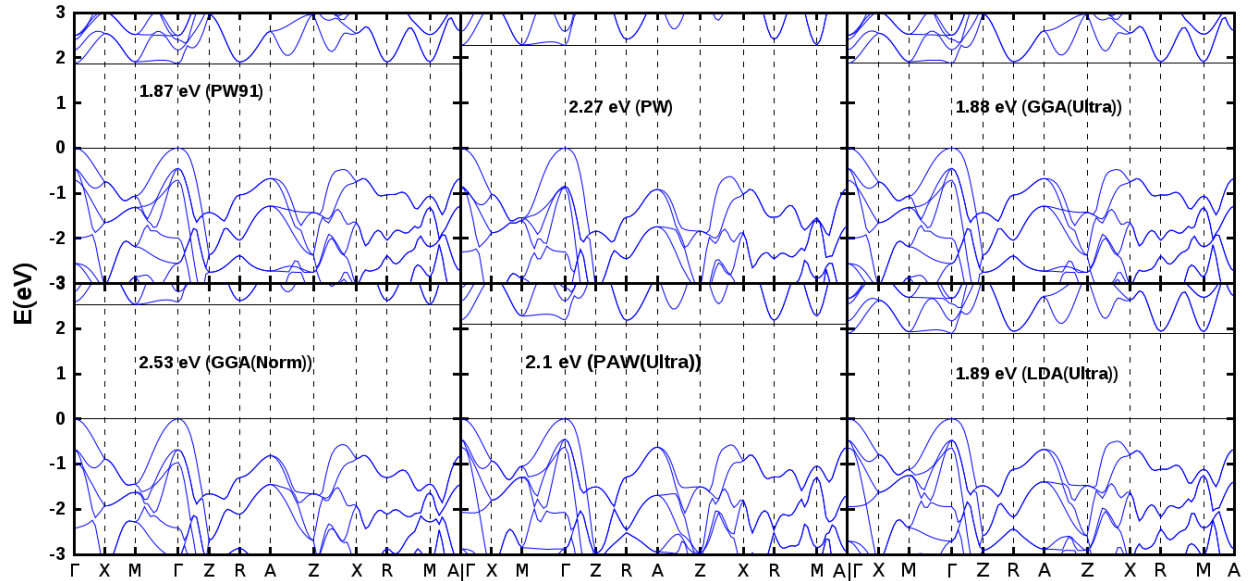 3
2
1
0
-1
-2
-3
2
1
0
-1
-2
-3
E(eV)
1.87 eV (PW91)
2.27 eV (PW)
1.88 eV (GGA(Ultra))
2.53 eV (GGA(Norm))
2.1 eV (PAW(Ultra))
1.89 eV (LDA(Ultra))
Γ X M Γ Z R A Z X R M A|Γ X M Γ Z R A Z X R M A|Γ X M Γ Z R A Z X R M A